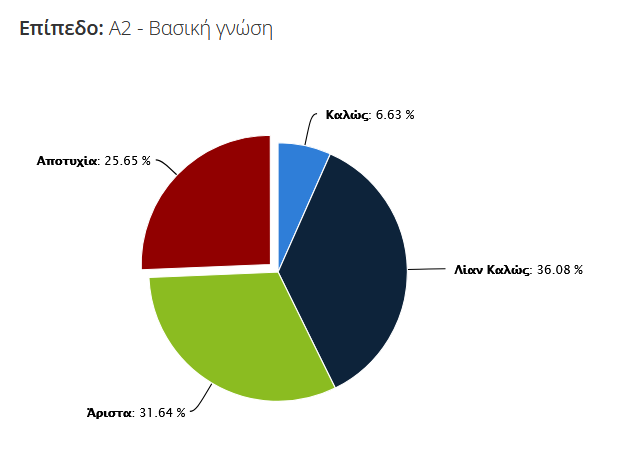 Επίπεδο: Α2 - Βασική γνώση
Καλώς: 6.63 %
Αποτυχία: 25.65 %
Λίαν Καλώς: 36.08 %
Άριστα: 31.64 %